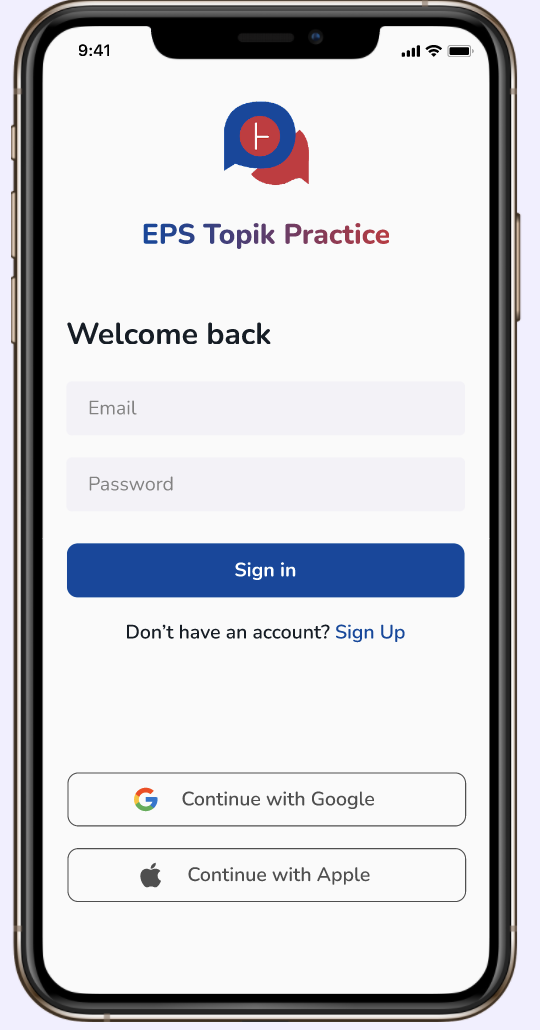 9:41
ㅏ
EPS Topik Practice
Welcome back
Email
Password
Sign in
Don’t have an account? Sign Up
Continue with Google
Continue with Apple